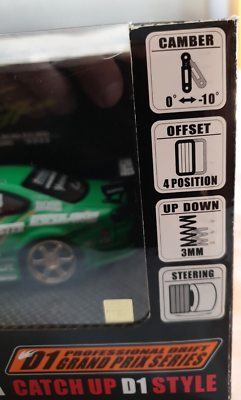 CAMBER
0° -10°
OFFSET
4 POSITION
UP DOWN
3MM
STEERING
D1 PROFESSIONAL DRIFT
GRAND PRIX SERIES
CATCH UP D1 STYLE